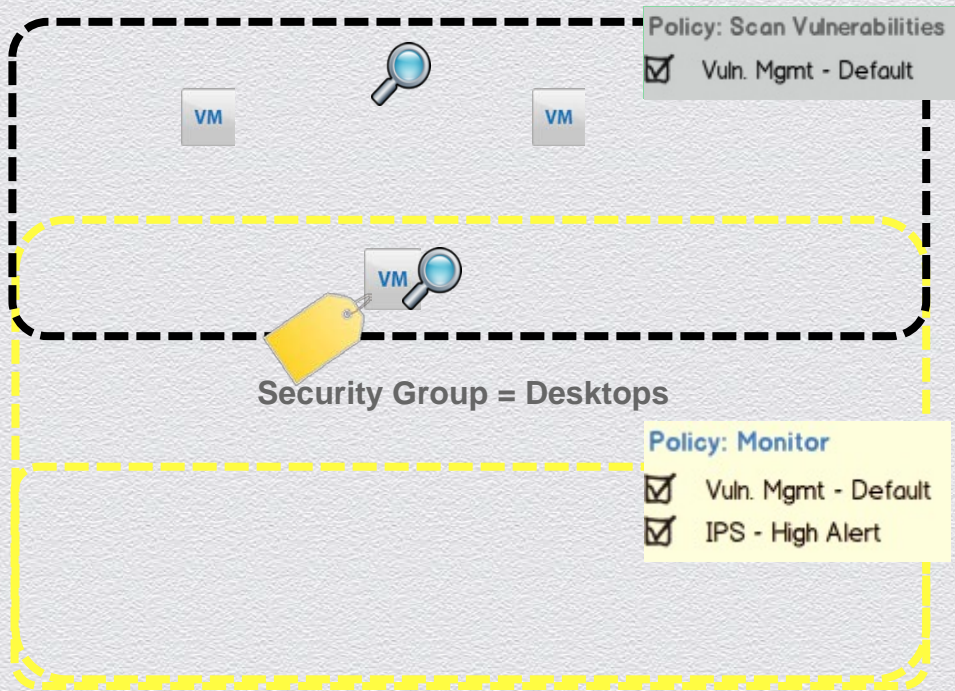 Policy: Scan Vulnerabilities
Vuln. Mgmt - Default
VM
VM
VM
Security Group = Desktops
Policy: Monitor
Vuln. Mgmt - Default
IPS - High Alert